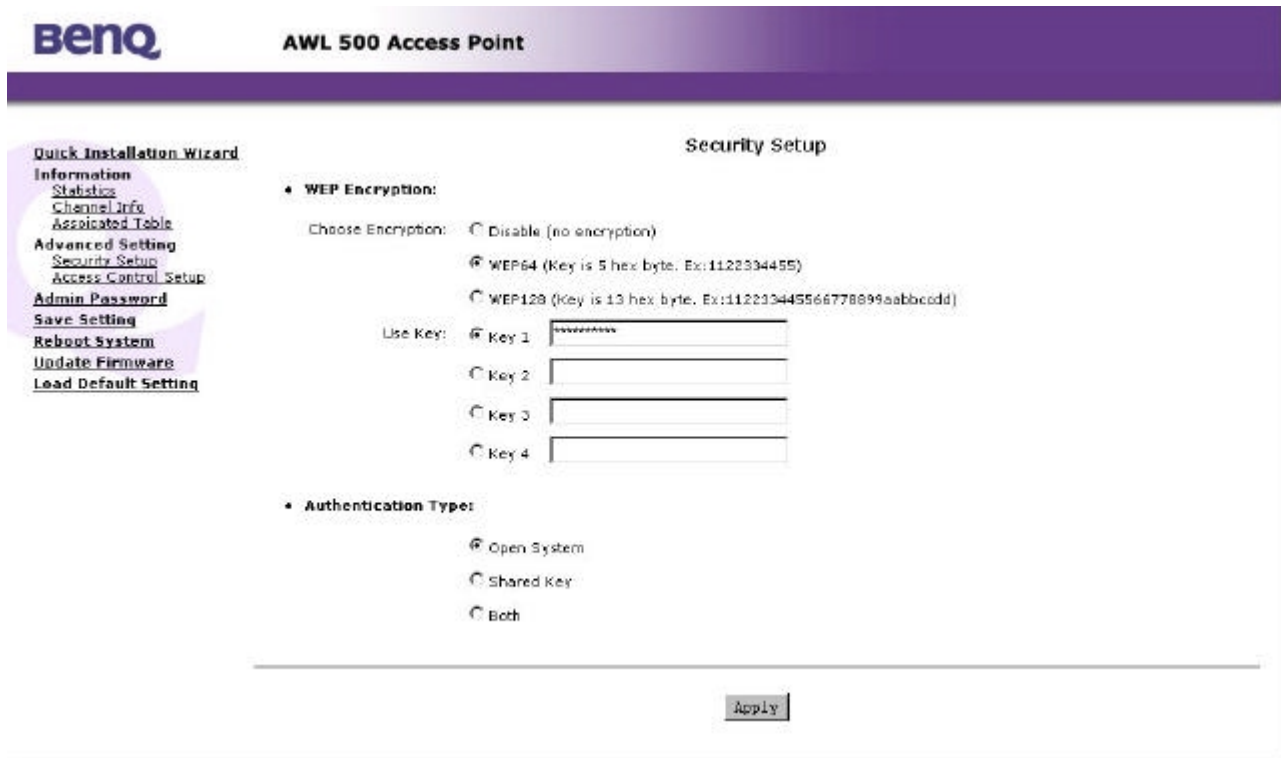 BenQ
AWL 500 Access Point
Quick Installation Wizard
Information
Statistics
Channel Info
Assoicated Table
Advanced Setting
Security Setup
Access Control Setup
Admin Password
Save Setting
Reboot System
Update Firmware
Load Default Setting
Security Setup
• WEP Encryption:
Choose Encryption: Disable (no encryption)
WEP64 (Key is 5 hex byte. Ex:1122334455)
WEP128 (Key is 13 hex byte. Ex:112233445566778899aabbccdd)
Use Key: Key 1 **********
Key 2
Key 3
Key 4
• Authentication Type:
Open System
Shared Key
Both
Apply